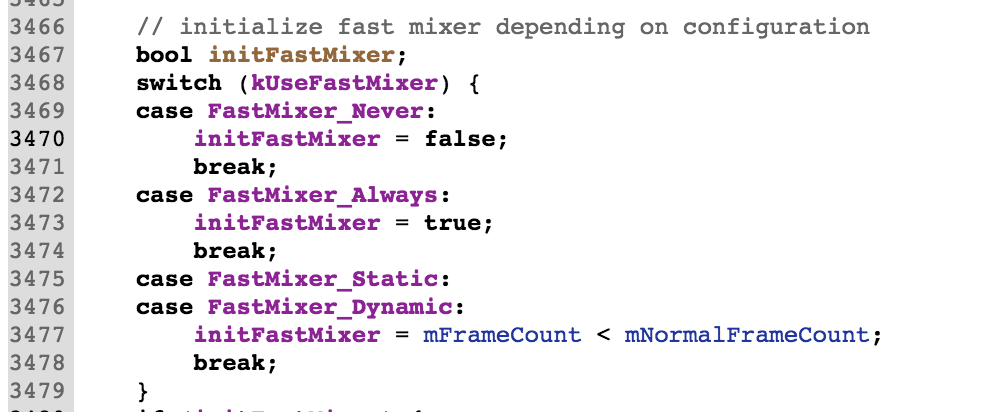 3466 // initialize fast mixer depending on configuration
3467 bool initFastMixer;
3468 switch (kUseFastMixer) {
3469 case FastMixer_Never:
3470 initFastMixer = false;
3471 break;
3472 case FastMixer_Always:
3473 initFastMixer = true;
3474 break;
3475 case FastMixer_Static:
3476 case FastMixer_Dynamic:
3477 initFastMixer = mFrameCount < mNormalFrameCount;
3478 break;
3479 }